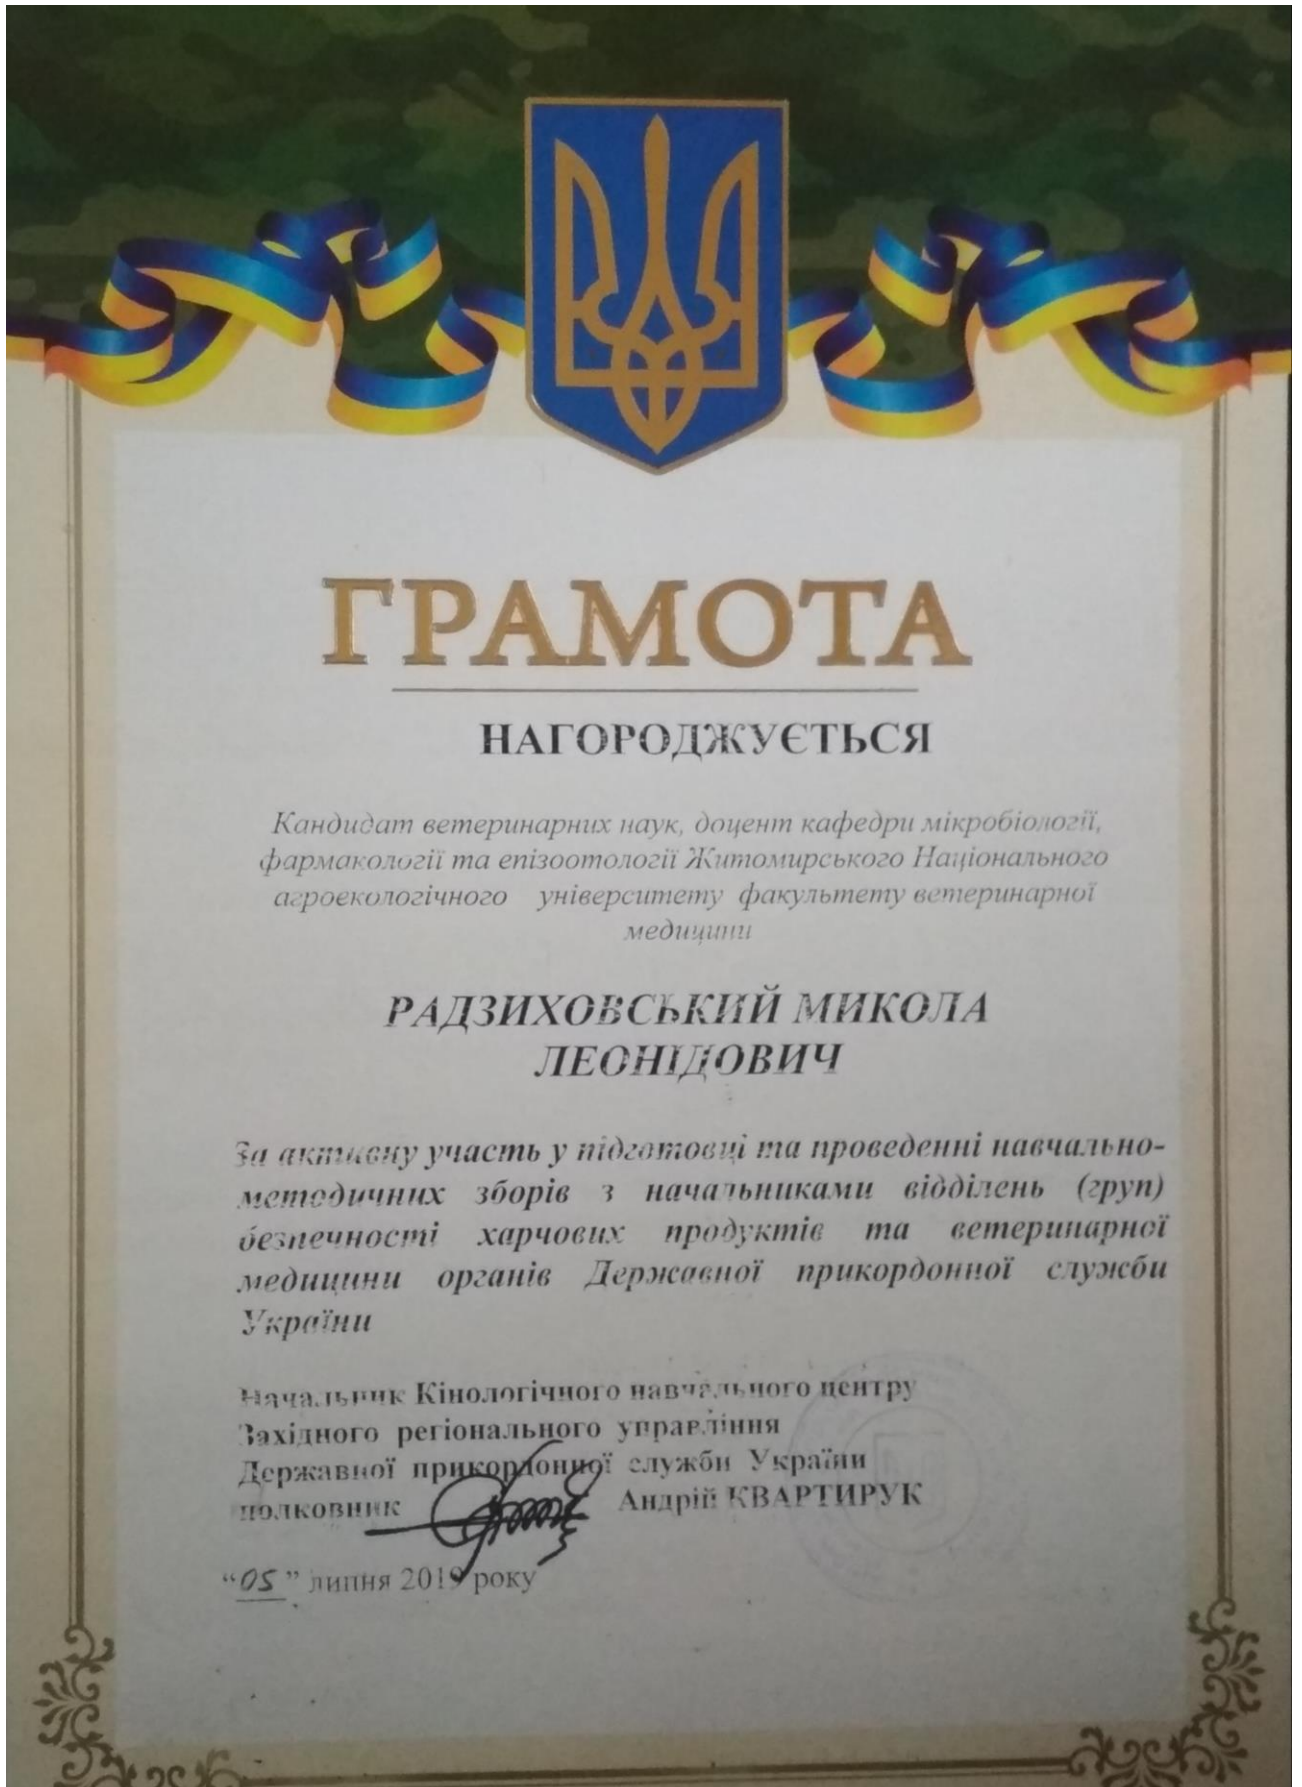 ГРАМОТА
НАГОРОДЖУЄТЬСЯ
Кандидат ветеринарних наук, доцент кафедри мікробіології,
фармакології та епізоотології Житомирського Національного
агроекологічного університету факультету ветеринарної
медицини
РАДЗИХОВСЬКИЙ МИКОЛА
ЛЕОНІДОВИЧ
За активну участь у підготовці та проведенні навчально-
методичних зборів з начальниками відділень (груп)
безпечності харчових продуктів та ветеринарної
медицини органів Державної прикордонної служби
України
Начальник Кінологічного навчального центру
Західного регіонального управління
Державної прикордонної служби України
полковник Андрій КВАРТИРУК
“05” липня 2019 року